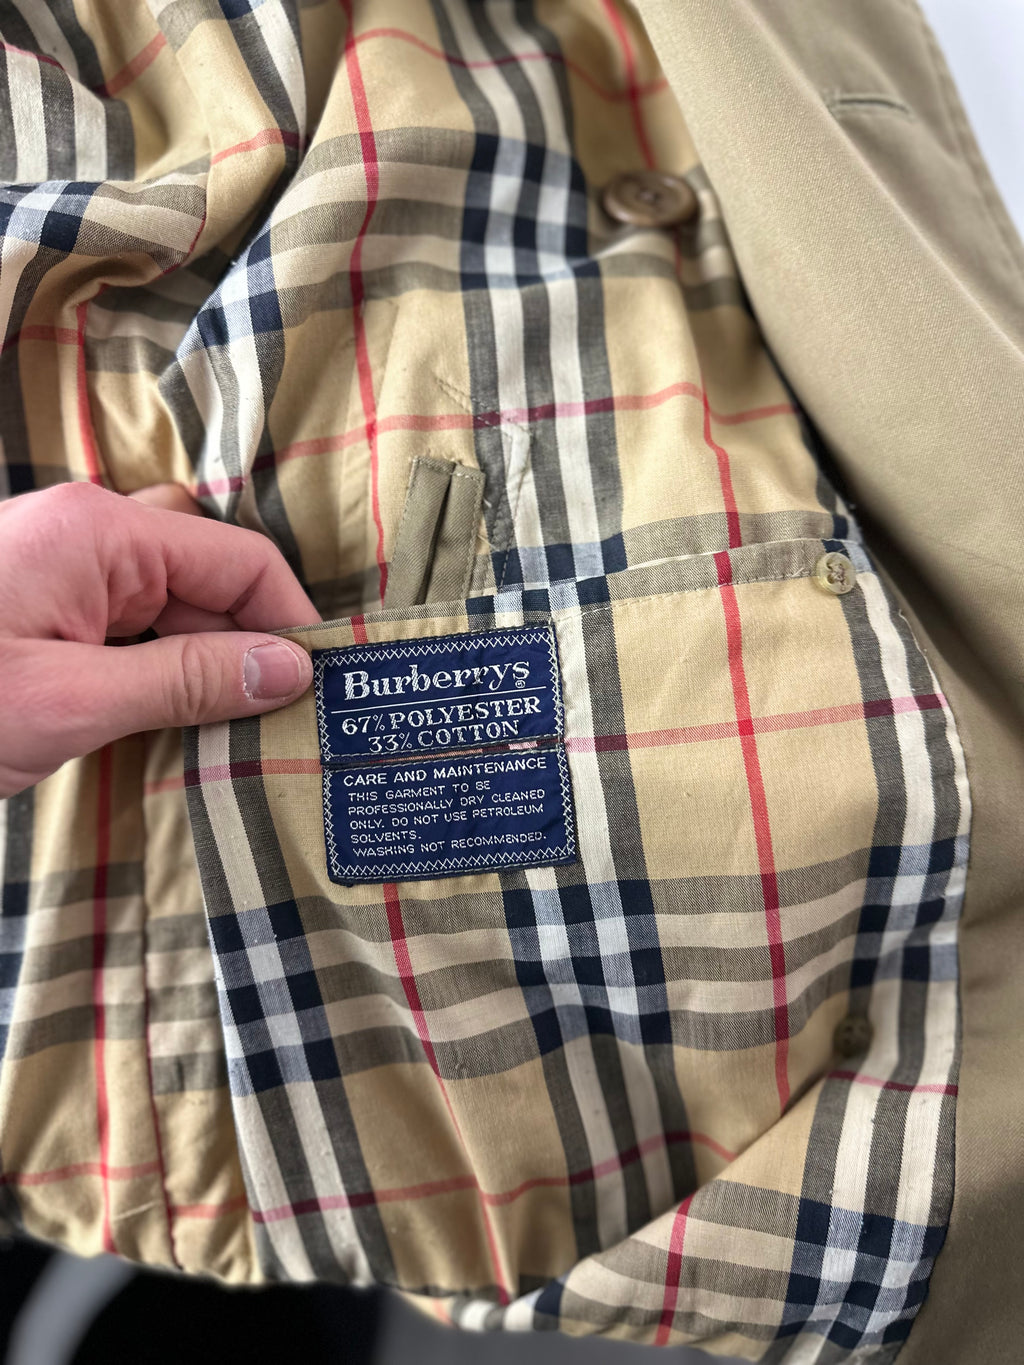 Burberrys®
67% POLYESTER
33% COTTON
CARE AND MAINTENANCE
THIS GARMENT TO BE
PROFESSIONALLY DRY CLEANED
ONLY. DO NOT USE PETROLEUM
SOLVENTS.
WASHING NOT RECOMMENDED.